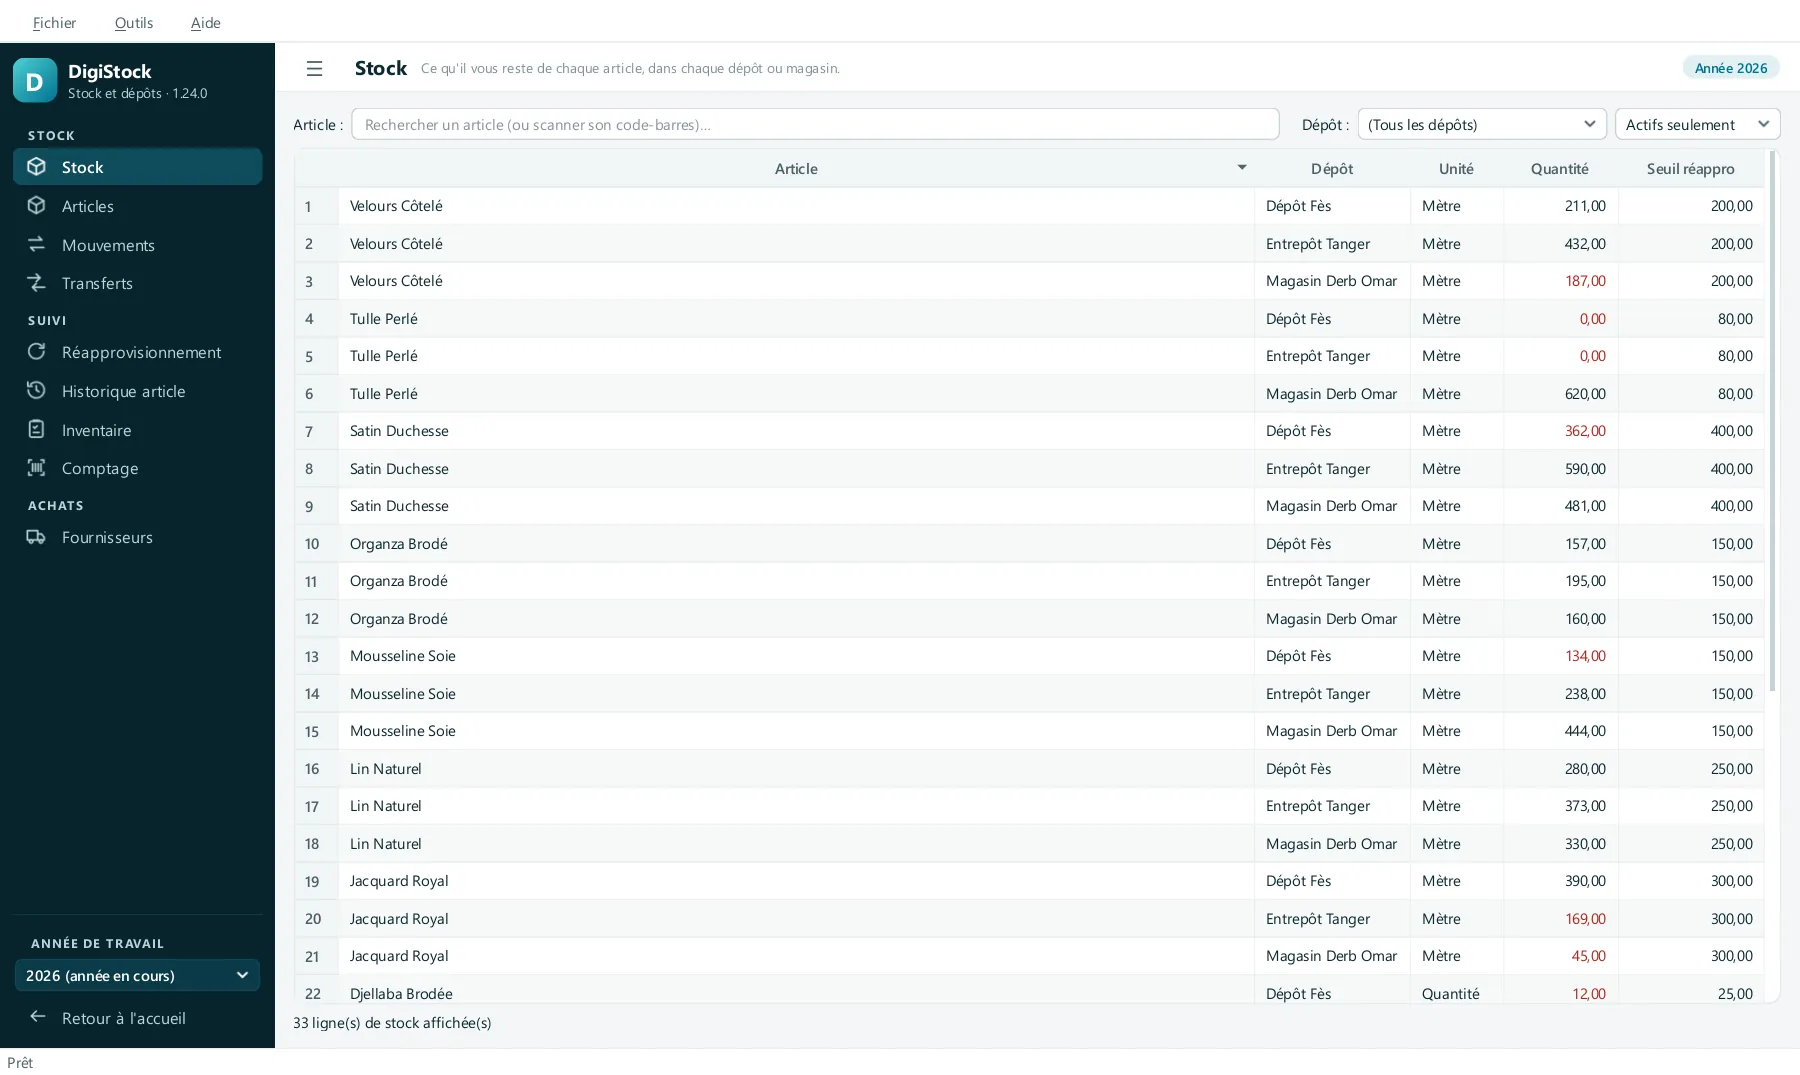 Fichier Outils Aide
DigiStock
Stock et dépôts · 1.24.0
STOCK
Stock
Articles
Mouvements
Transferts
SUIVI
Réapprovisionnement
Historique article
Inventaire
Comptage
ACHATS
Fournisseurs
ANNÉE DE TRAVAIL
2026 (année en cours)
Retour à l'accueil
Stock Ce qu'il vous reste de chaque article, dans chaque dépôt ou magasin. Année 2026
Article : Rechercher un article (ou scanner son code-barres)... Dépôt : (Tous les dépôts) Actifs seulement
Article Dépôt Unité Quantité Seuil réappro
1 Velours Côtelé Dépôt Fès Mètre 211,00 200,00
2 Velours Côtelé Entrepôt Tanger Mètre 432,00 200,00
3 Velours Côtelé Magasin Derb Omar Mètre 187,00 200,00
4 Tulle Perlé Dépôt Fès Mètre 0,00 80,00
5 Tulle Perlé Entrepôt Tanger Mètre 0,00 80,00
6 Tulle Perlé Magasin Derb Omar Mètre 620,00 80,00
7 Satin Duchesse Dépôt Fès Mètre 362,00 400,00
8 Satin Duchesse Entrepôt Tanger Mètre 590,00 400,00
9 Satin Duchesse Magasin Derb Omar Mètre 481,00 400,00
10 Organza Brodé Dépôt Fès Mètre 157,00 150,00
11 Organza Brodé Entrepôt Tanger Mètre 195,00 150,00
12 Organza Brodé Magasin Derb Omar Mètre 160,00 150,00
13 Mousseline Soie Dépôt Fès Mètre 134,00 150,00
14 Mousseline Soie Entrepôt Tanger Mètre 238,00 150,00
15 Mousseline Soie Magasin Derb Omar Mètre 444,00 150,00
16 Lin Naturel Dépôt Fès Mètre 280,00 250,00
17 Lin Naturel Entrepôt Tanger Mètre 373,00 250,00
18 Lin Naturel Magasin Derb Omar Mètre 330,00 250,00
19 Jacquard Royal Dépôt Fès Mètre 390,00 300,00
20 Jacquard Royal Entrepôt Tanger Mètre 169,00 300,00
21 Jacquard Royal Magasin Derb Omar Mètre 45,00 300,00
22 Djellaba Brodée Dépôt Fès Quantité 12,00 25,00
33 ligne(s) de stock affichée(s)
Prêt